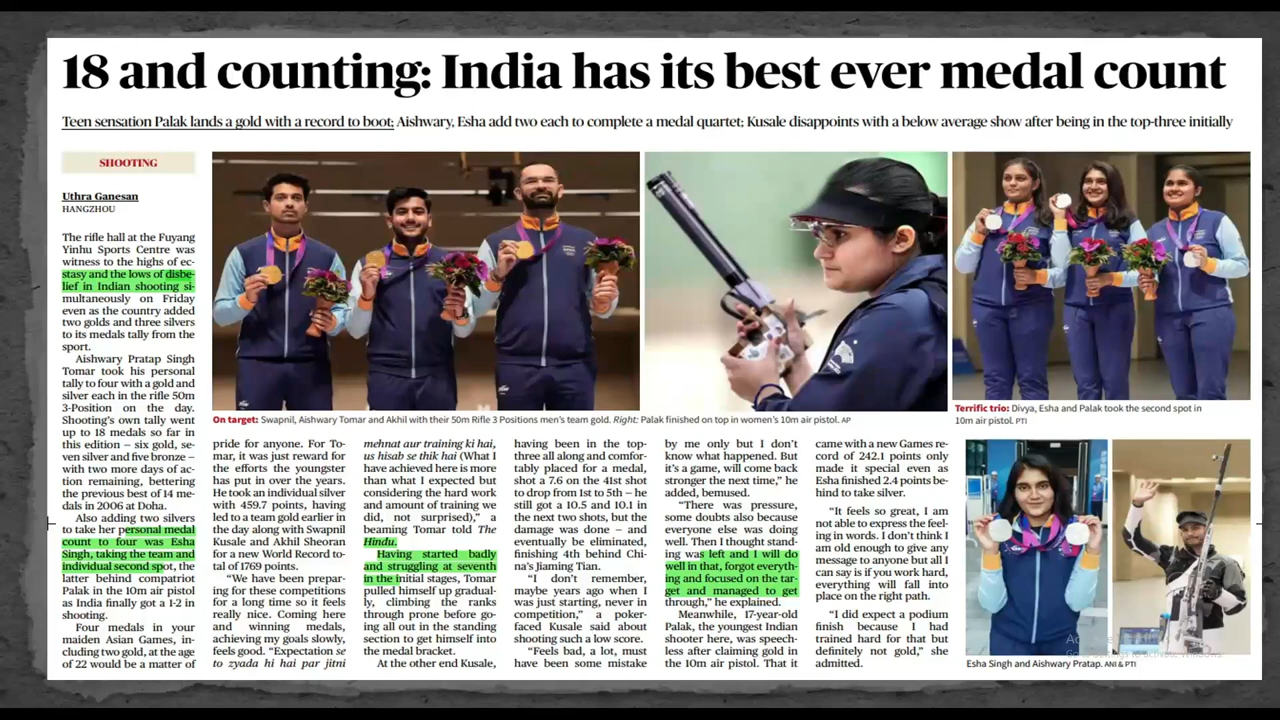 18 and counting: India has its best ever medal count
Teen sensation Palak lands a gold with a record to boot; Aishwary, Esha add two each to complete a medal quartet; Kusale disappoints with a below average show after being in the top-three initially
SHOOTING
Uthra Ganesan
HANGZHOU
The rifle hall at the Fuyang
Yinhu Sports Centre was
witness to the highs of ec-
stasy and the lows of disbe-
lief in Indian shooting si-
multaneously on Friday
even as the country added
two golds and three silvers
to its medals tally from the
sport.
Aishwary Pratap Singh
Tomar took his personal
tally to four with a gold and
silver each in the rifle 50m
3-Position on the day.
Shooting's own tally went
up to 18 medals so far in
this edition – six gold, se-
ven silver and five bronze –
with two more days of ac-
tion remaining, bettering
the previous best of 14 me-
dals in 2006 at Doha.
Also adding two silvers
to take her personal medal
count to four was Esha
Singh, taking the team and
individual second spot, the
latter behind compatriot
Palak in the 10m air pistol
as India finally got a 1-2 in
shooting.
Four medals in your
maiden Asian Games, in-
cluding two gold, at the age
of 22 would be a matter of
On target: Swapnil, Aishwary Tomar and Akhil with their 50m Rifle 3 Positions men's team gold. Right: Palak finished on top in women's 10m air pistol. AP
Terrific trio: Divya, Esha and Palak took the second spot in
10m air pistol. PTI
pride for anyone. For To-
mar, it was just reward for
the efforts the youngster
has put in over the years.
He took an individual silver
with 459.7 points, having
led to a team gold earlier in
the day along with Swapnil
Kusale and Akhil Sheoran
for a new World Record to-
tal of 1769 points.
"We have been prepar-
ing for these competitions
for a long time so it feels
really nice. Coming here
and winning medals,
achieving my goals slowly,
feels good. "Expectation se
to zyada hi hai par jitni
mehnat aur training ki hai,
us hisab se thik hai (What I
have achieved here is more
than what I expected but
considering the hard work
and amount of training we
did, not surprised)," a
beaming Tomar told The
Hindu.
Having started badly
and struggling at seventh
in the initial stages, Tomar
pulled himself up gradual-
ly, climbing the ranks
through prone before go-
ing all out in the standing
section to get himself into
the medal bracket.
At the other end Kusale,
having been in the top-
three all along and comfor-
tably placed for a medal,
shot a 7.6 on the 41st shot
to drop from 1st to 5th – he
still got a 10.5 and 10.1 in
the next two shots, but the
damage was done – and
eventually be eliminated,
finishing 4th behind Chi-
na's Jiaming Tian.
"I don't remember,
maybe years ago when I
was just starting, never in
competition," a poker-
faced Kusale said about
shooting such a low score.
"Feels bad, a lot, must
have been some mistake
by me only but I don't
know what happened. But
it's a game, will come back
stronger the next time," he
added, bemused.
"There was pressure,
some doubts also because
everyone else was doing
well. Then I thought stand-
ing was left and I will do
well in that, forgot everyth-
ing and focused on the tar-
get and managed to get
through," he explained.
Meanwhile, 17-year-old
Palak, the youngest Indian
shooter here, was speech-
less after claiming gold in
the 10m air pistol. That it
came with a new Games re-
cord of 242.1 points only
made it special even as
Esha finished 2.4 points be-
hind to take silver.
"It feels so great, I am
not able to express the feel-
ing in words. I don't think I
am old enough to give any
message to anyone but all I
can say is if you work hard,
everything will fall into
place on the right path.
"I did expect a podium
finish because I had
trained hard for that but
definitely not gold," she
admitted.
Esha Singh and Aishwary Pratap. ANI & PTI